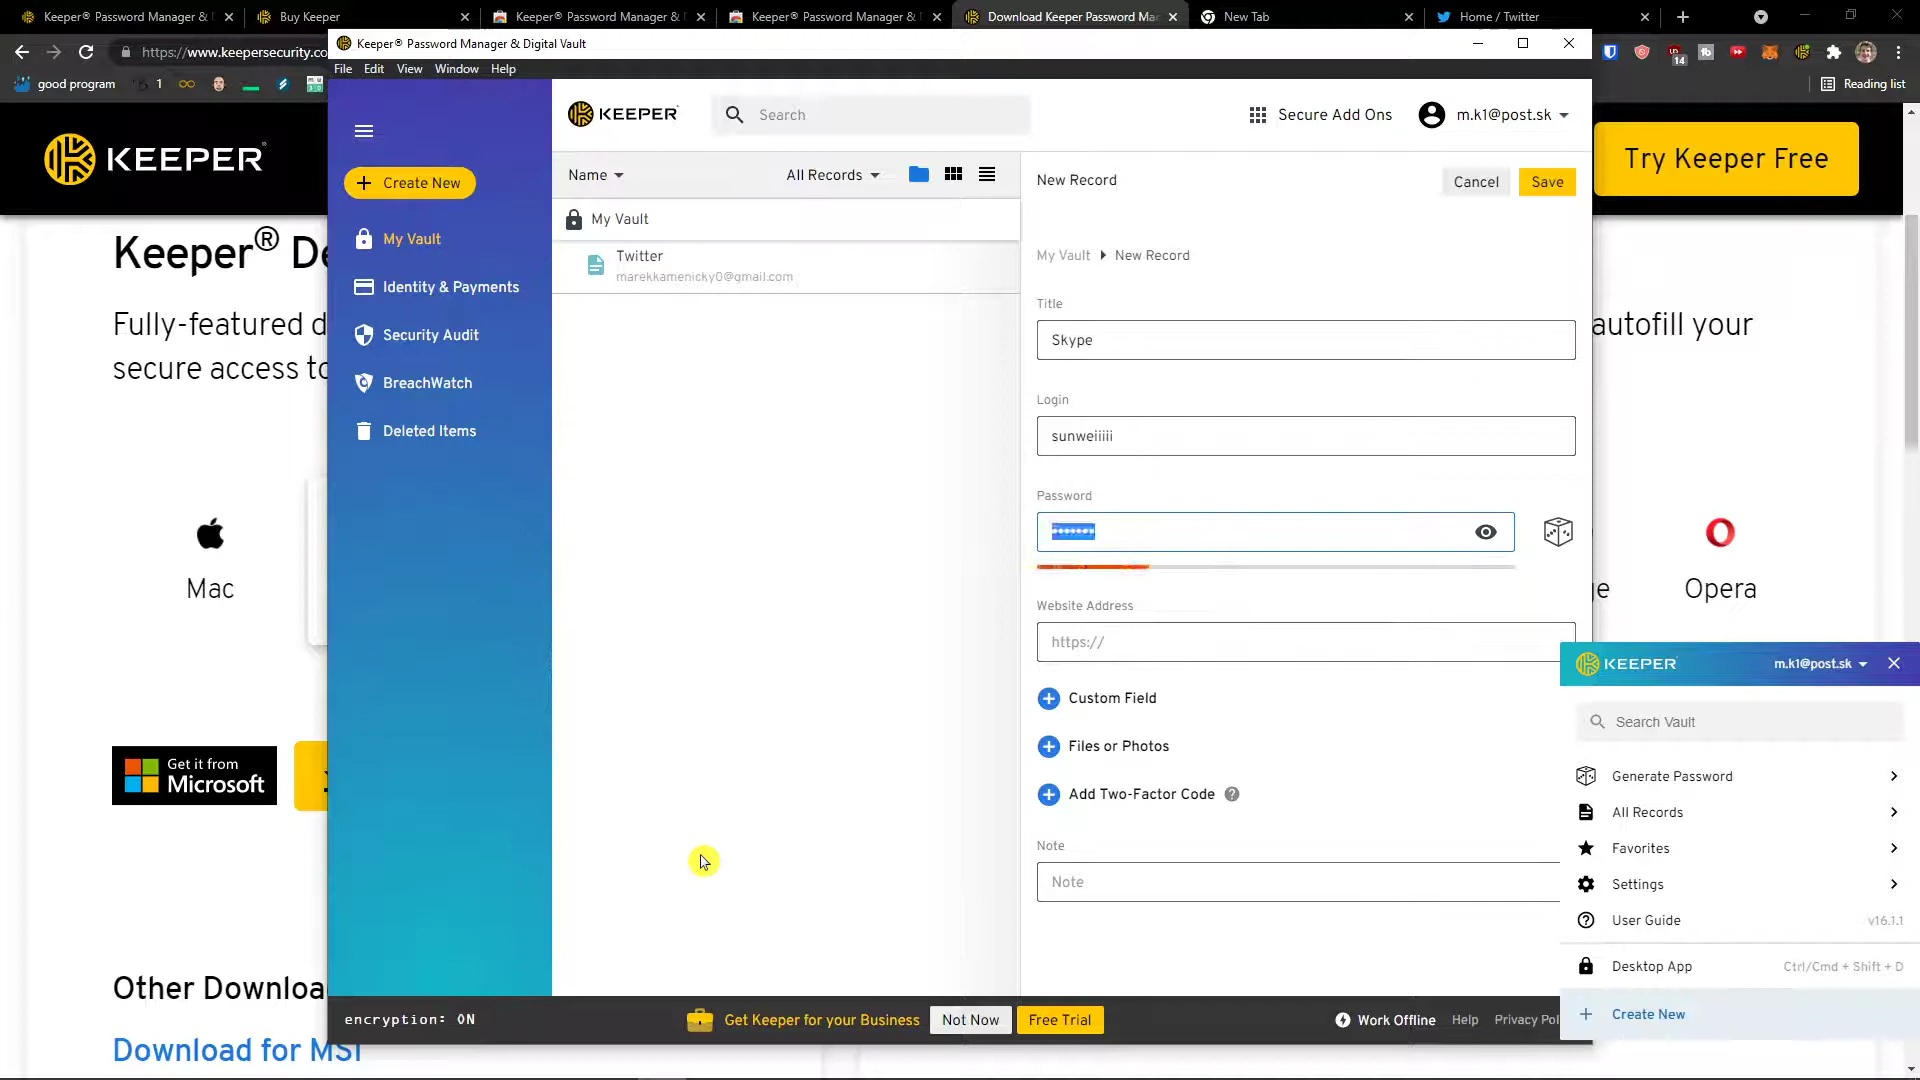 Keeper® Password Manager & D
Buy Keeper
Keeper® Password Manager & D
Keeper® Password Manager &
Download Keeper Password Ma
New Tab
Home / Twitter
https://www.keepersecurity.co
14
good program
1
Reading list
Keeper® Password Manager & Digital Vault
File Edit View Window Help
KEEPER
Search
Secure Add Ons
m.k1@post.sk
KEEPER®
Try Keeper Free
Create New
My Vault
Identity & Payments
Security Audit
BreachWatch
Deleted Items
Name
All Records
My Vault
Twitter
marekkamenicky0@gmail.com
New Record
Cancel
Save
My Vault
New Record
Title
Skype
Login
sunweiiiii
Password
Website Address
https://
Custom Field
Files or Photos
Add Two-Factor Code
Note
Note
Keeper® De
Fully-featured d
secure access to
autofill your
Mac
ge
Opera
Get it from
Microsoft
Other Downloa
Download for MSI
KEEPER
m.k1@post.sk
Search Vault
Generate Password
All Records
Favorites
Settings
User Guide
v16.1.1
Desktop App
Ctrl/Cmd + Shift + D
Create New
encryption: ON
Get Keeper for your Business
Not Now
Free Trial
Work Offline
Help
Privacy Pol